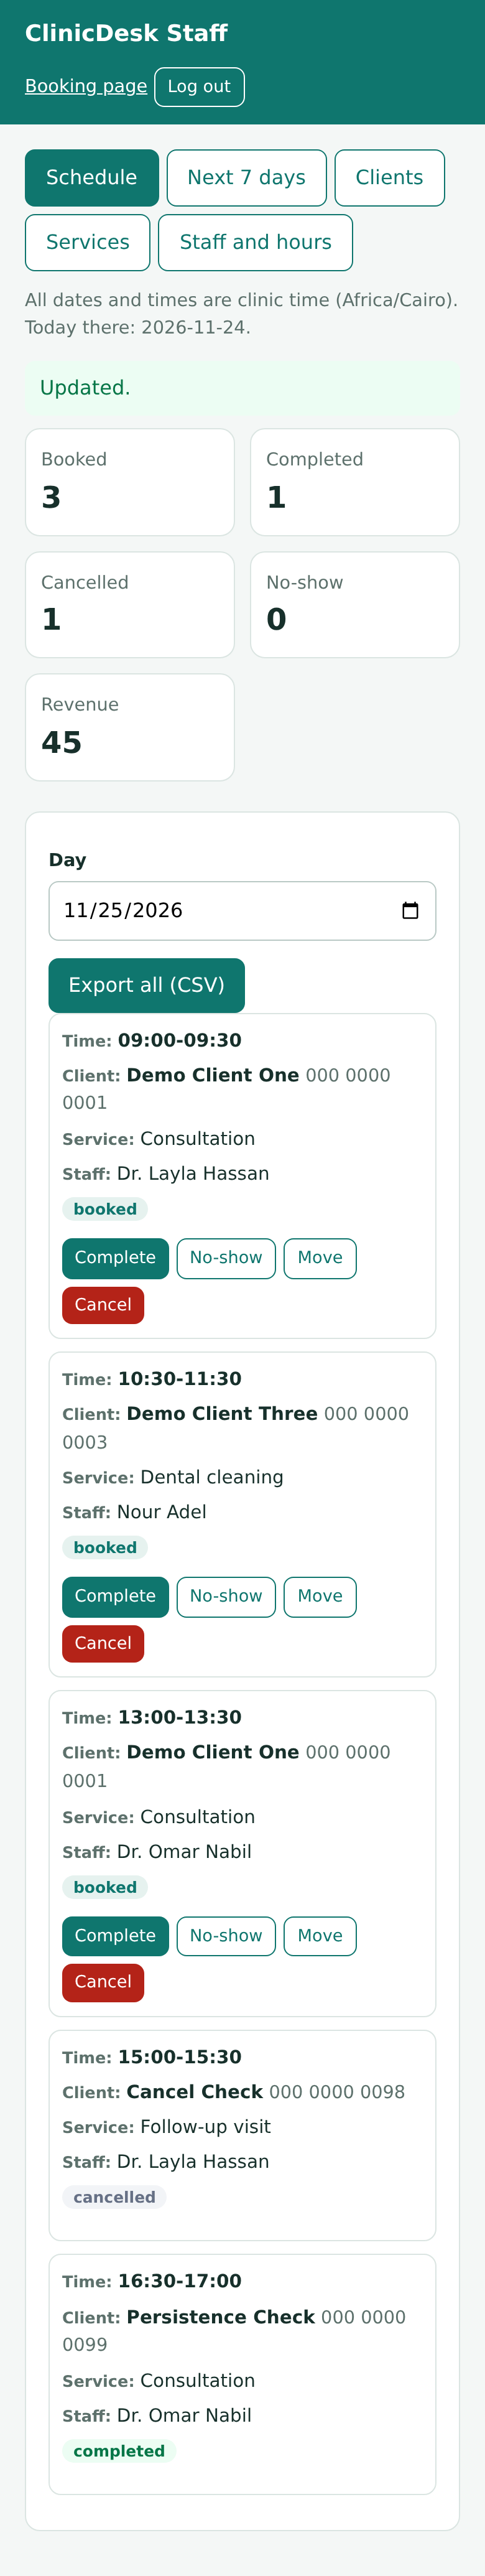 ClinicDesk Staff
Booking page Log out
Schedule Next 7 days Clients
Services Staff and hours
All dates and times are clinic time (Africa/Cairo).
Today there: 2026-11-24.
Updated.
Booked Completed
3 1
Cancelled No-show
1 0
Revenue
45
Day
11/25/2026
Export all (CSV)
Time: 09:00-09:30
Client: Demo Client One 000 0000
0001
Service: Consultation
Staff: Dr. Layla Hassan
booked
Complete No-show Move
Cancel
Time: 10:30-11:30
Client: Demo Client Three 000 0000
0003
Service: Dental cleaning
Staff: Nour Adel
booked
Complete No-show Move
Cancel
Time: 13:00-13:30
Client: Demo Client One 000 0000
0001
Service: Consultation
Staff: Dr. Omar Nabil
booked
Complete No-show Move
Cancel
Time: 15:00-15:30
Client: Cancel Check 000 0000 0098
Service: Follow-up visit
Staff: Dr. Layla Hassan
cancelled
Time: 16:30-17:00
Client: Persistence Check 000 0000
0099
Service: Consultation
Staff: Dr. Omar Nabil
completed